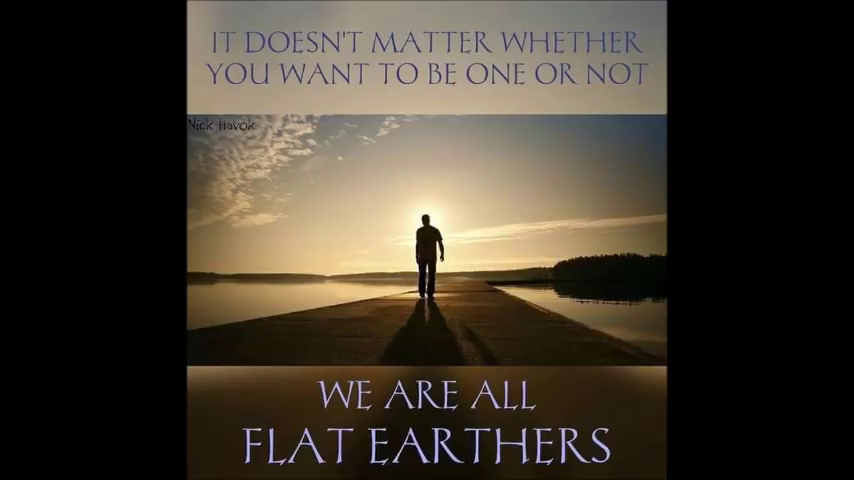 IT DOESN'T MATTER WHETHER
YOU WANT TO BE ONE OR NOT
Nick Havok
WE ARE ALL
FLAT EARTHERS